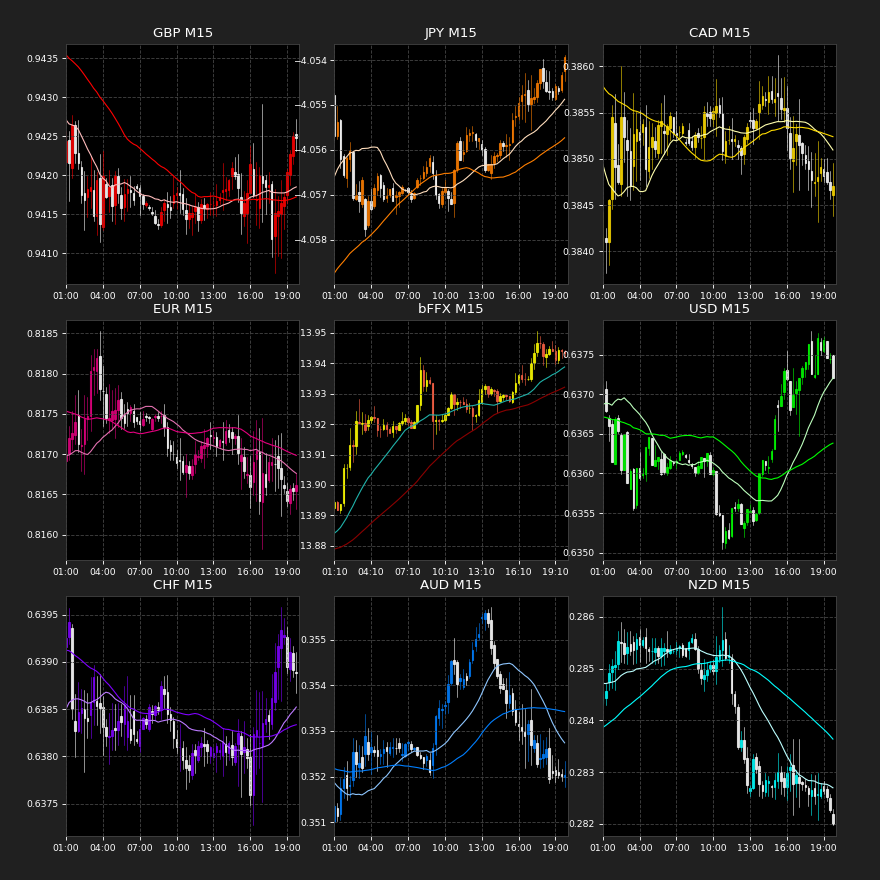 GBP M15
0.9435
0.9430
0.9425
0.9420
0.9415
0.9410
01:00 04:00 07:00 10:00 13:00 16:00 19:00
JPY M15
−4.054
−4.055
−4.056
−4.057
−4.058
01:00 04:00 07:00 10:00 13:00 16:00 19:00
CAD M15
0.3860
0.3855
0.3850
0.3845
0.3840
01:00 04:00 07:00 10:00 13:00 16:00 19:00
EUR M15
0.8185
0.8180
0.8175
0.8170
0.8165
0.8160
01:00 04:00 07:00 10:00 13:00 16:00 19:00
bFFX M15
13.95
13.94
13.93
13.92
13.91
13.90
13.89
13.88
01:10 04:10 07:10 10:10 13:10 16:10 19:10
USD M15
0.6375
0.6370
0.6365
0.6360
0.6355
0.6350
01:00 04:00 07:00 10:00 13:00 16:00 19:00
CHF M15
0.6395
0.6390
0.6385
0.6380
0.6375
01:00 04:00 07:00 10:00 13:00 16:00 19:00
AUD M15
0.355
0.354
0.353
0.352
0.351
01:00 04:00 07:00 10:00 13:00 16:00 19:00
NZD M15
0.286
0.285
0.284
0.283
0.282
01:00 04:00 07:00 10:00 13:00 16:00 19:00